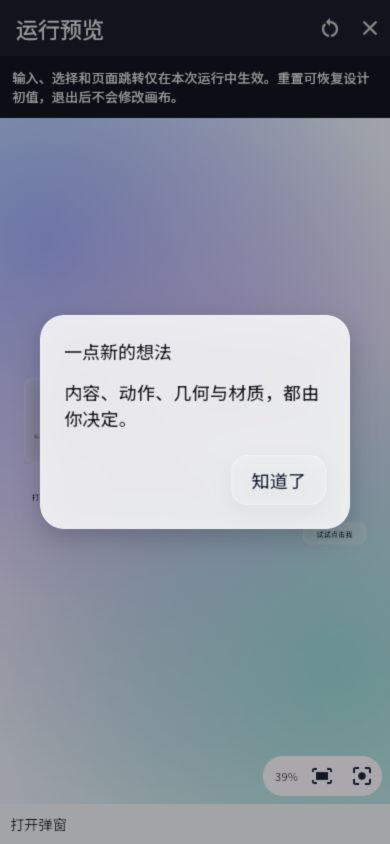 运行预览
输入、选择和页面跳转仅在本次运行中生效。重置可恢复设计
初值，退出后不会修改画布。
一点新的想法
内容、动作、几何与材质，都由
你决定。
知道了
打
试试点击我
39%
打开弹窗